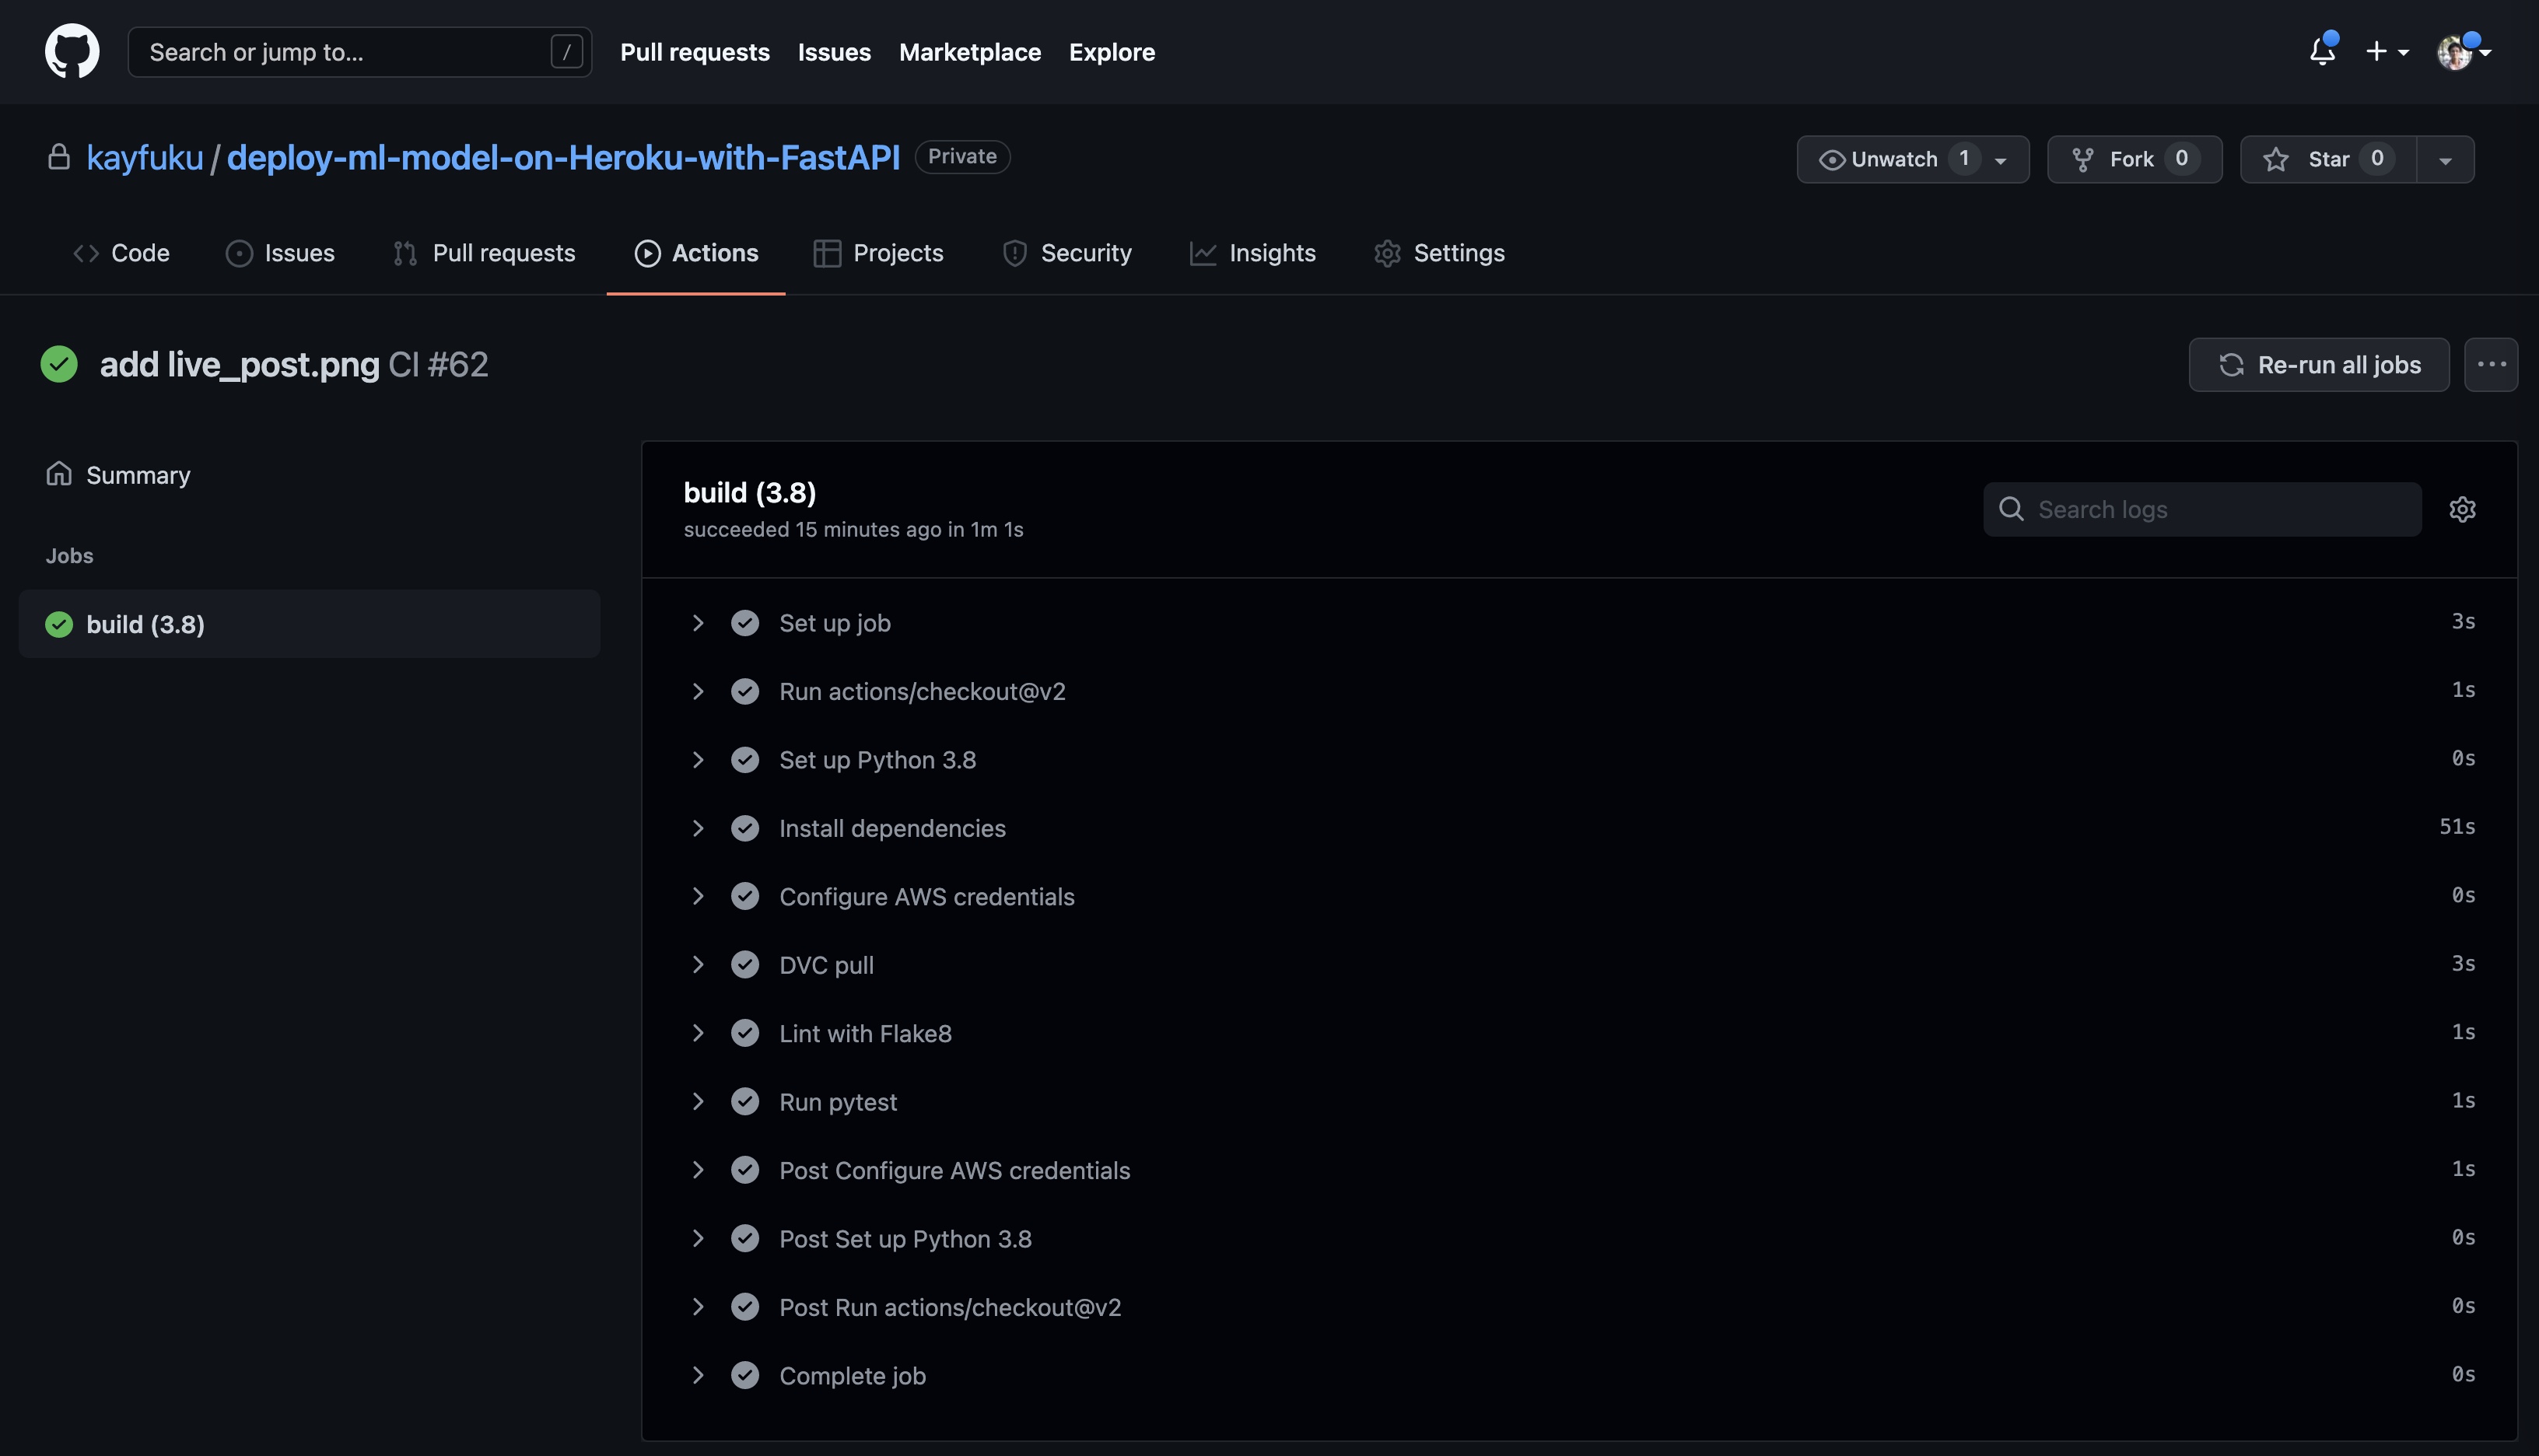 Search or jump to... / Pull requests Issues Marketplace Explore
kayfuku / deploy-ml-model-on-Heroku-with-FastAPI Private Unwatch 1 Fork 0 Star 0
Code Issues Pull requests Actions Projects Security Insights Settings
add live_post.png CI #62 Re-run all jobs ...
Summary
Jobs
build (3.8)
build (3.8)
succeeded 15 minutes ago in 1m 1s
Search logs
Set up job 3s
Run actions/checkout@v2 1s
Set up Python 3.8 0s
Install dependencies 51s
Configure AWS credentials 0s
DVC pull 3s
Lint with Flake8 1s
Run pytest 1s
Post Configure AWS credentials 1s
Post Set up Python 3.8 0s
Post Run actions/checkout@v2 0s
Complete job 0s